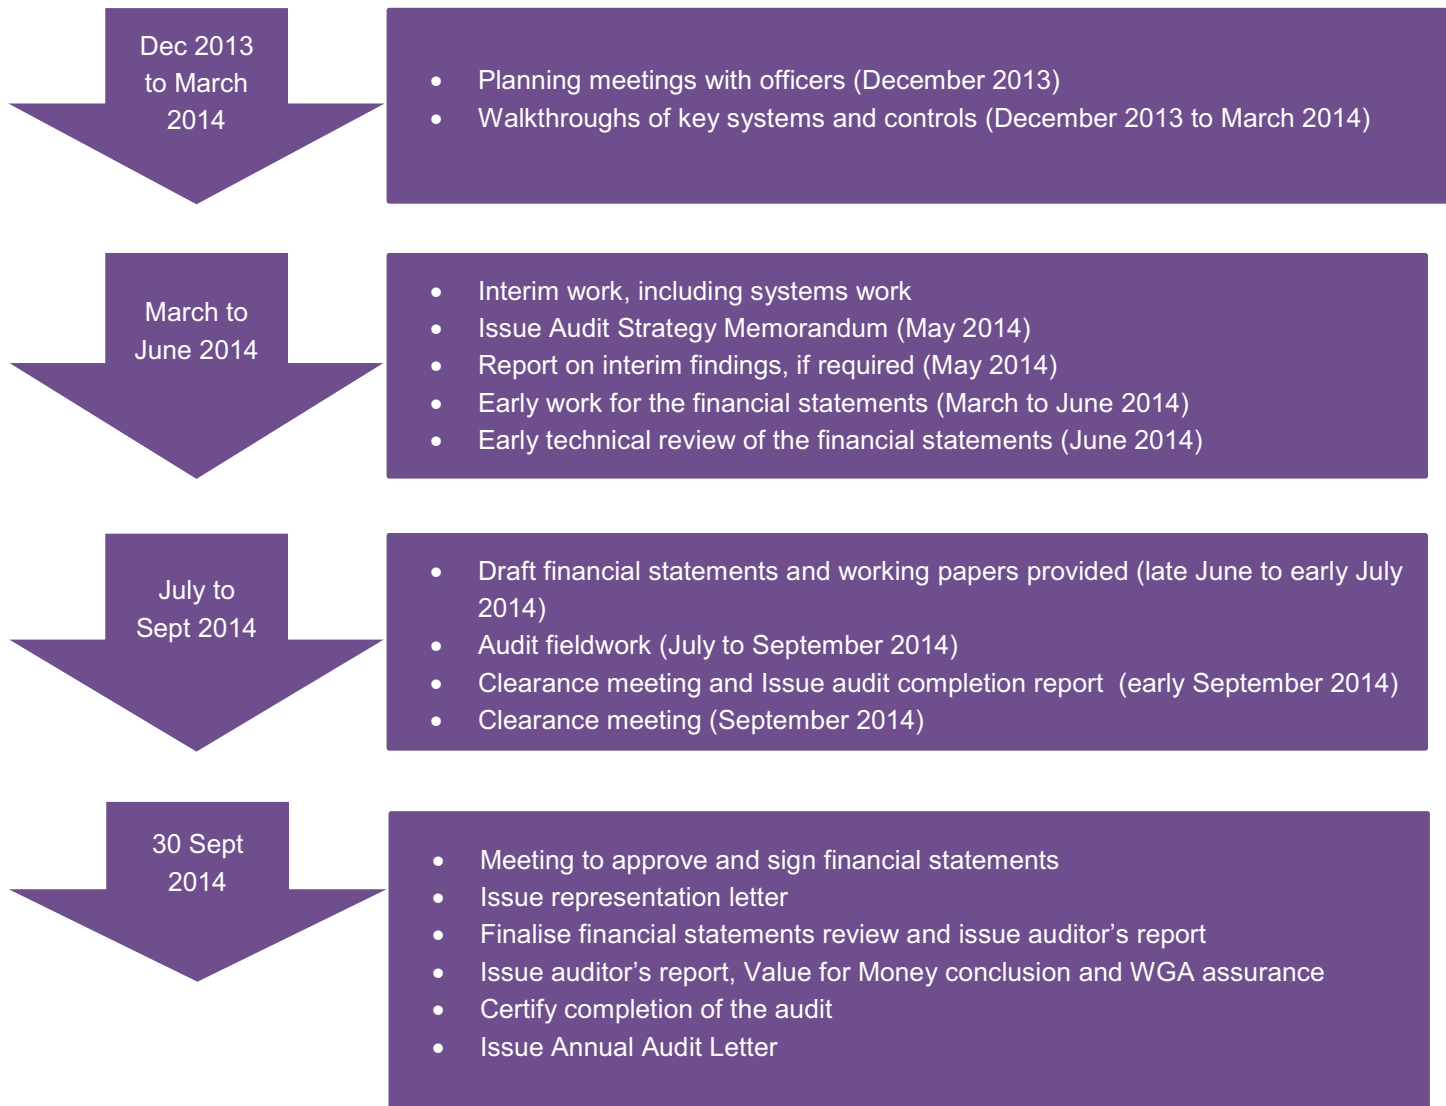 Dec 2013
to March
2014
• Planning meetings with officers (December 2013)
• Walkthroughs of key systems and controls (December 2013 to March 2014)
March to
June 2014
• Interim work, including systems work
• Issue Audit Strategy Memorandum (May 2014)
• Report on interim findings, if required (May 2014)
• Early work for the financial statements (March to June 2014)
• Early technical review of the financial statements (June 2014)
July to
Sept 2014
• Draft financial statements and working papers provided (late June to early July
2014)
• Audit fieldwork (July to September 2014)
• Clearance meeting and Issue audit completion report  (early September 2014)
• Clearance meeting (September 2014)
30 Sept
2014
• Meeting to approve and sign financial statements
• Issue representation letter
• Finalise financial statements review and issue auditor’s report
• Issue auditor’s report, Value for Money conclusion and WGA assurance
• Certify completion of the audit
• Issue Annual Audit Letter